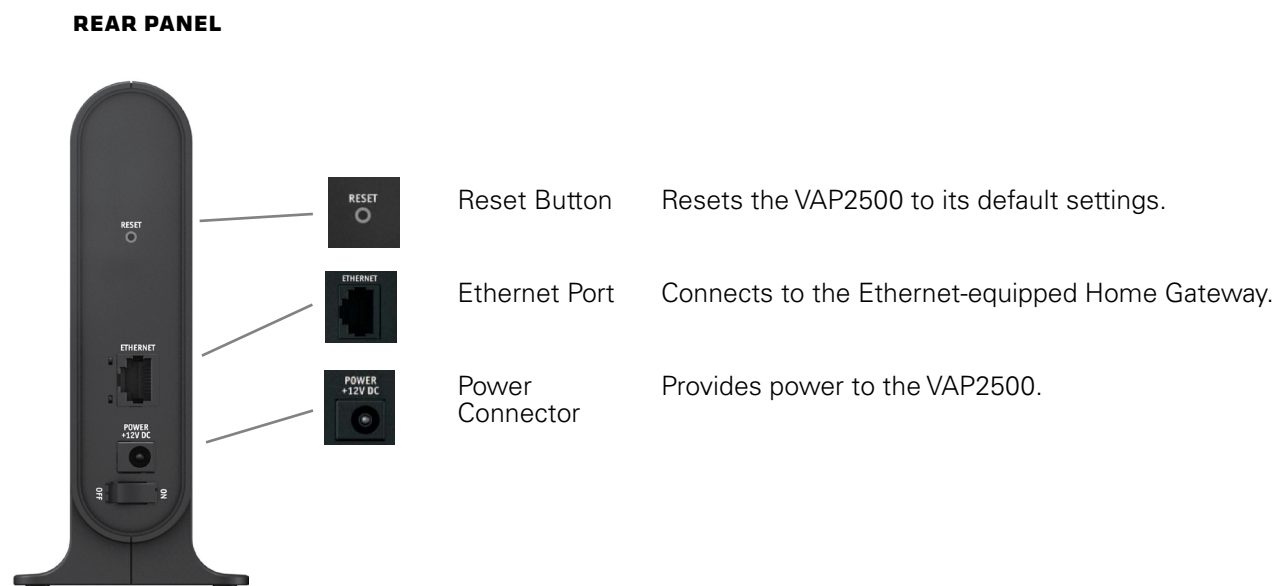 REAR PANEL
RESET
ETHERNET
POWER
+12V DC
OFF
ON
RESET
Reset Button
Resets the VAP2500 to its default settings.
ETHERNET
Ethernet Port
Connects to the Ethernet-equipped Home Gateway.
POWER
+12V DC
Power
Connector
Provides power to the VAP2500.